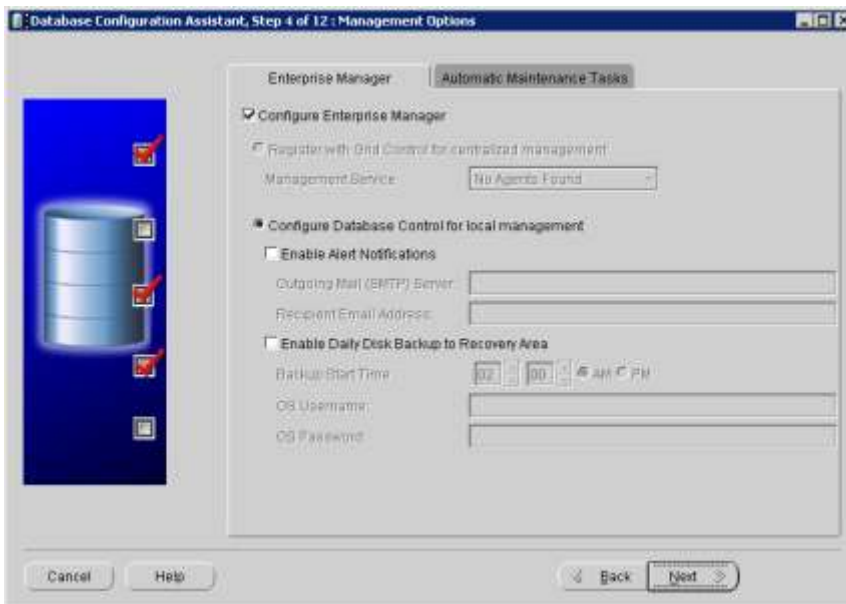 Database Configuration Assistant, Step 4 of 12 : Management Options
Enterprise Manager
Automatic Maintenance Tasks
Configure Enterprise Manager
Register with Grid Control for centralized management
Management Service
No Agents Found
Configure Database Control for local management
Enable Alert Notifications
Outgoing Mail (SMTP) Server:
Recipient Email Address:
Enable Daily Disk Backup to Recovery Area
Backup Start Time
02 00 AM PM
OS Username:
OS Password:
Cancel Help Back Next